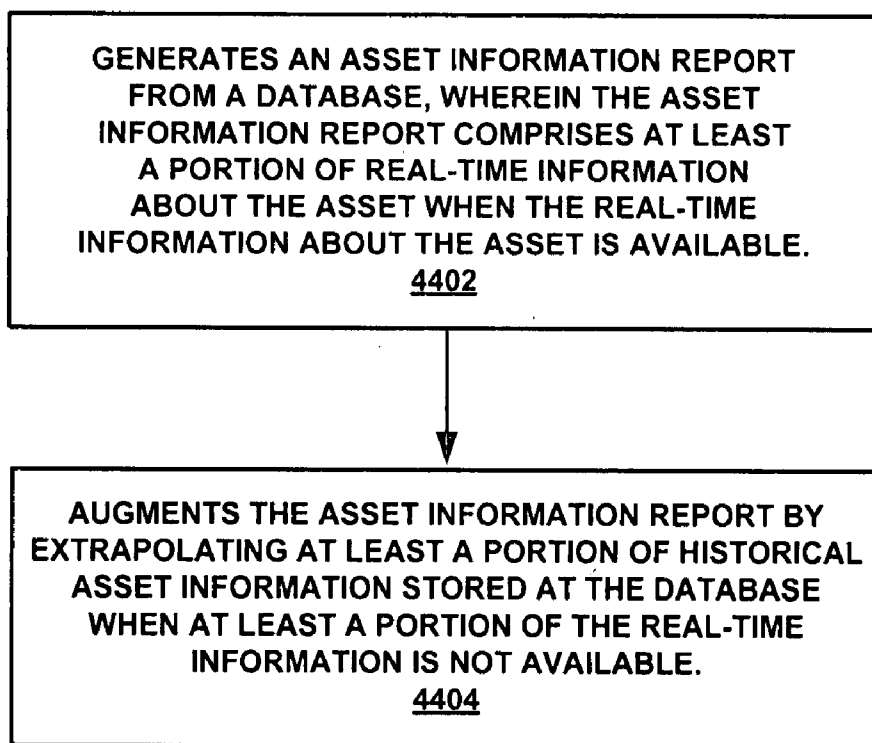 GENERATES AN ASSET INFORMATION REPORT
FROM A DATABASE, WHEREIN THE ASSET
INFORMATION REPORT COMPRISES AT LEAST
A PORTION OF REAL-TIME INFORMATION
ABOUT THE ASSET WHEN THE REAL-TIME
INFORMATION ABOUT THE ASSET IS AVAILABLE.
4402
AUGMENTS THE ASSET INFORMATION REPORT BY
EXTRAPOLATING AT LEAST A PORTION OF HISTORICAL
ASSET INFORMATION STORED AT THE DATABASE
WHEN AT LEAST A PORTION OF THE REAL-TIME
INFORMATION IS NOT AVAILABLE.
4404